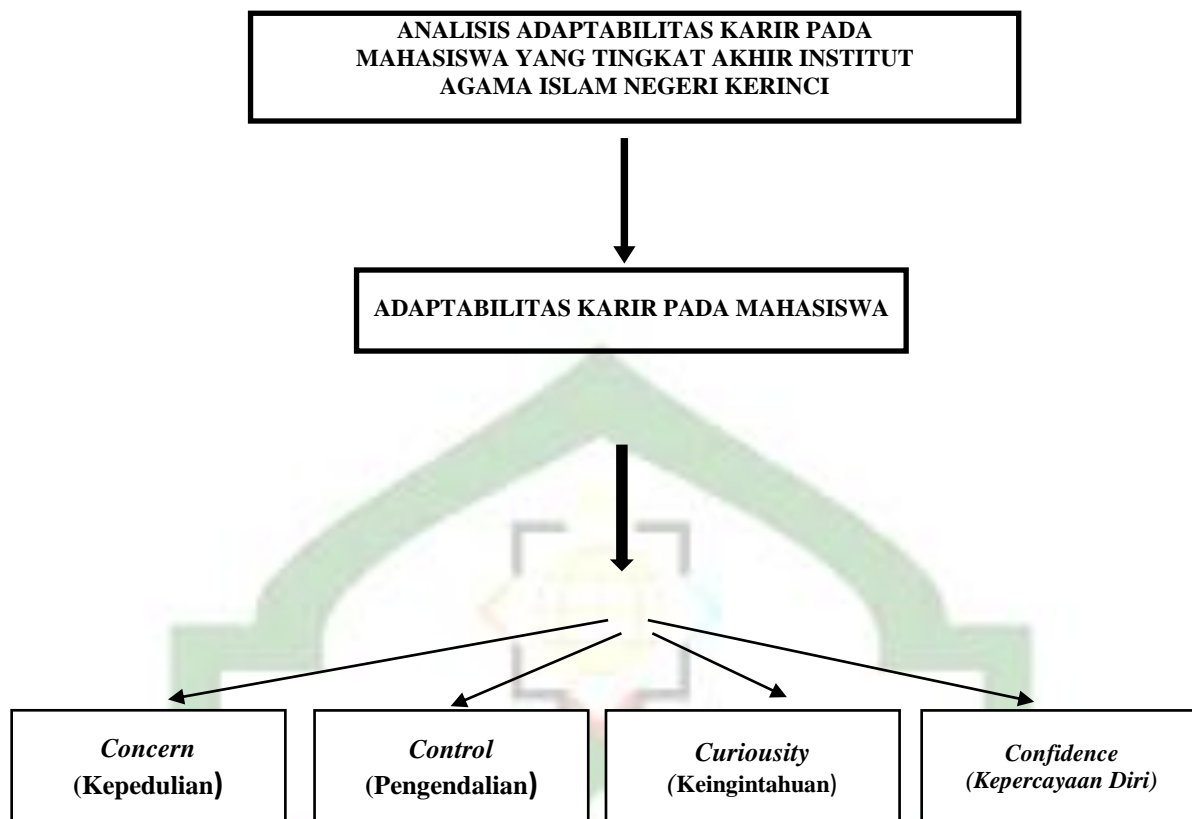 ANALISIS ADAPTABILITAS KARIR PADA
MAHASISWA YANG TINGKAT AKHIR INSTITUT
AGAMA ISLAM NEGERI KERINCI
ADAPTABILITAS KARIR PADA MAHASISWA
Concern
(Kepedulian)
Control
(Pengendalian)
Curiousity
(Keingintahuan)
Confidence
(Kepercayaan Diri)